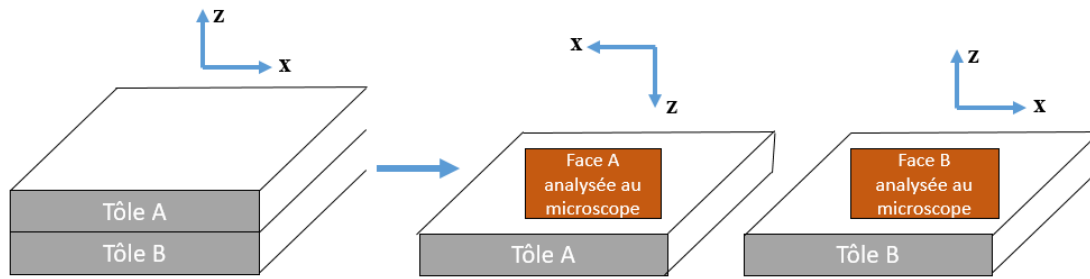 z
x
Tôle A
Tôle B
x
z
Face A
analysée au
microscope
Tôle A
z
x
Face B
analysée au
microscope
Tôle B